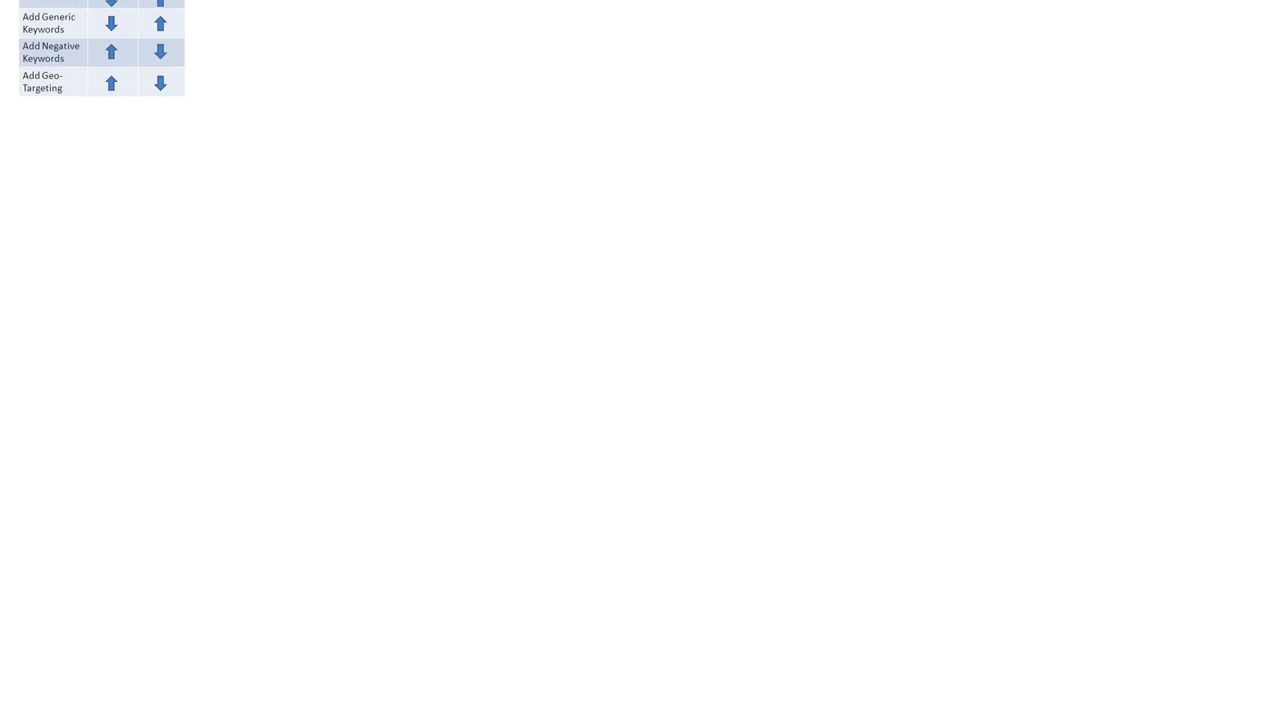 Add Generic
Keywords
Add Negative
Keywords
Add Geo-
Targeting